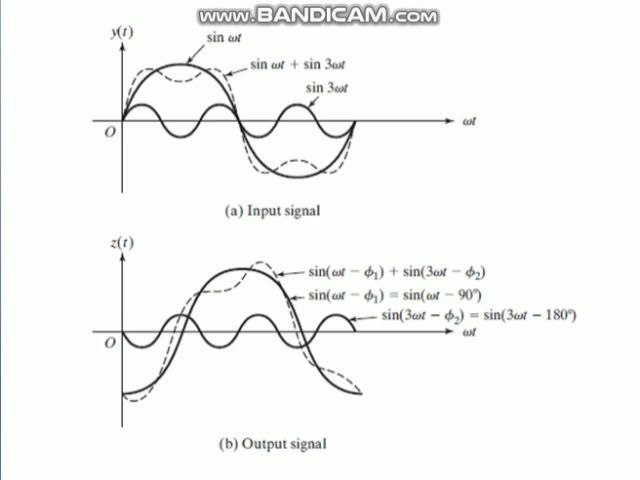 www.BANDICAM.com
y(t)
sin ωt
sin ωt + sin 3ωt
sin 3ωt
O
ωt
(a) Input signal
z(t)
sin(ωt − ϕ₁) + sin(3ωt − ϕ₂)
sin(ωt − ϕ₁) = sin(ωt − 90°)
sin(3ωt − ϕ₂) = sin(3ωt − 180°)
ωt
O
(b) Output signal